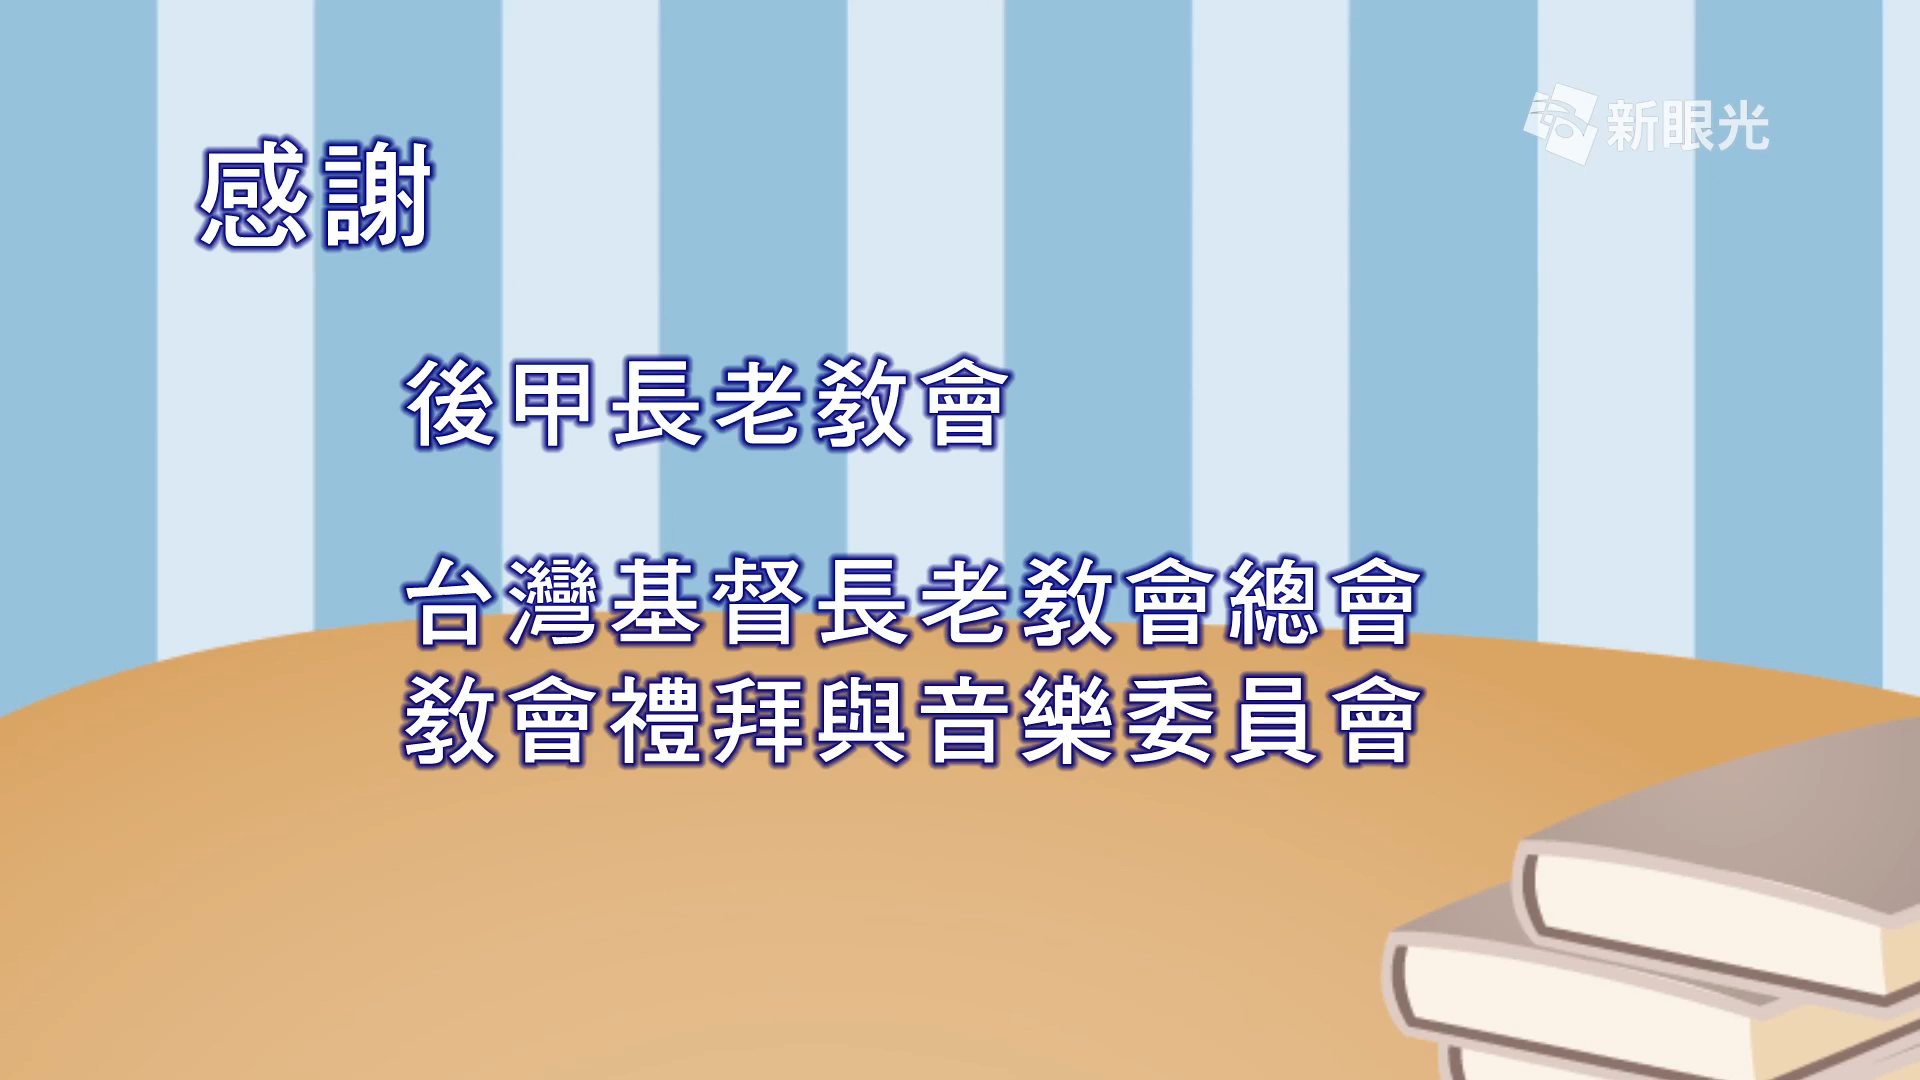 新眼光
感謝
後甲長老教會
台灣基督長老教會總會
教會禮拜與音樂委員會